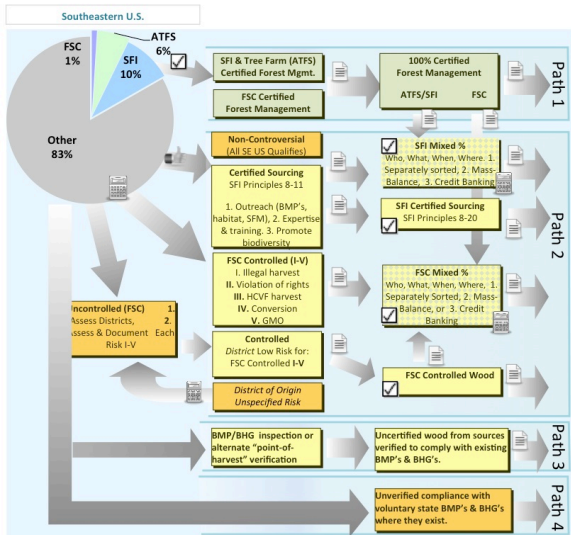 Southeastern U.S.
FSC
1%
ATFS
6%
SFI
10%
Other
83%
SFI & Tree Farm (ATFS)
Certified Forest Mgmt.
FSC Certified
Forest Management
100% Certified
Forest Management
ATFS/SFI FSC
Path 1
Non-Controversial
(All SE US Qualifies)
Certified Sourcing
SFI Principles 8-11
1. Outreach (BMP's,
habitat, SFM), 2. Expertise
& training. 3. Promote
biodiversity
SFI Mixed %
Who, What, When, Where. 1.
Separately sorted, 2. Mass-
Balance, 3. Credit Banking
SFI Certified Sourcing
SFI Principles 8-20
Path 2
FSC Controlled (I-V)
I. Illegal harvest
II. Violation of rights
III. HCVF harvest
IV. Conversion
V. GMO
FSC Mixed %
Who, What, When, Where, 1.
Separately Sorted, 2. Mass-
Balance, or 3. Credit
Banking
Uncontrolled (FSC) 1.
Assess Districts, 2.
Assess & Document Each
Risk I-V
Controlled
District Low Risk for:
FSC Controlled I-V
FSC Controlled Wood
District of Origin
Unspecified Risk
BMP/BHG inspection or
alternate "point-of-
harvest" verification
Uncertified wood from sources
verified to comply with existing
BMP's & BHG's.
Path 3
Unverified compliance with
voluntary state BMP's & BHG's
where they exist.
Path 4